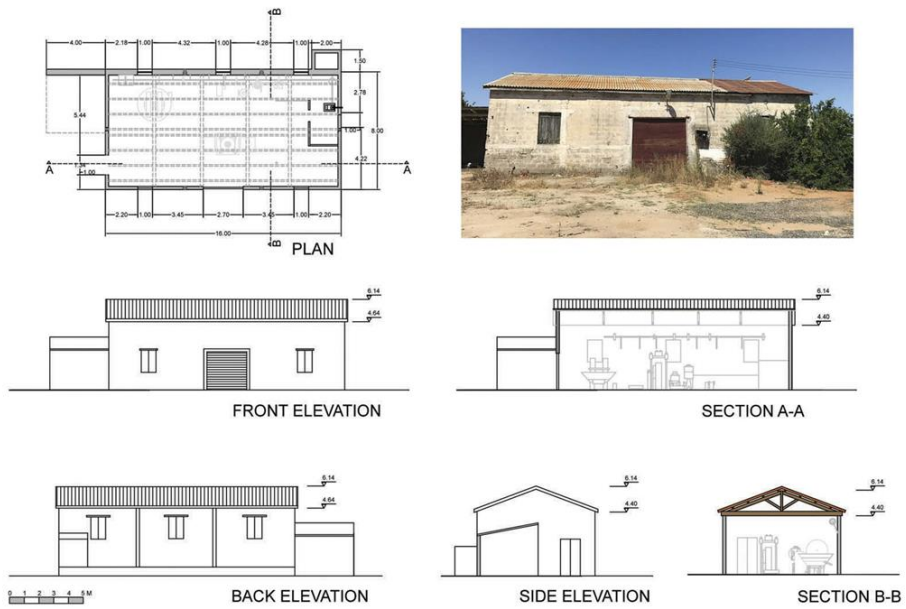 B
4.00 2.18 1.00 4.32 1.00 4.28 1.00 2.00
1.50
2.78
5.44
1.00
8.00
4.22
A A
1.00
2.20 1.00 3.45 2.70 3.45 1.00 2.20
16.00
B
PLAN
6.14
4.64
FRONT ELEVATION
6.14
4.40
SECTION A-A
6.14
4.64
BACK ELEVATION
0 1 2 3 4 5 M
6.14
4.40
SIDE ELEVATION
6.14
4.40
SECTION B-B